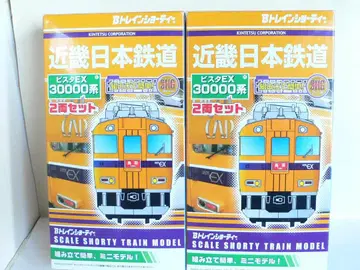 Bトレインショーティー
KINTETSU CORPORATION
近畿日本鉄道
ビスタEX
30000系
2両セット
EX
Bトレインショーティー
SCALE SHORTY TRAIN MODEL
組み立て簡単、ミニモデル!
Bトレインショーティー
KINTETSU CORPORATION
近畿日本鉄道
ビスタEX
30000系
2両セット
EX
Bトレインショーティー
SCALE SHORTY TRAIN MODEL
組み立て簡単、ミニモデル!